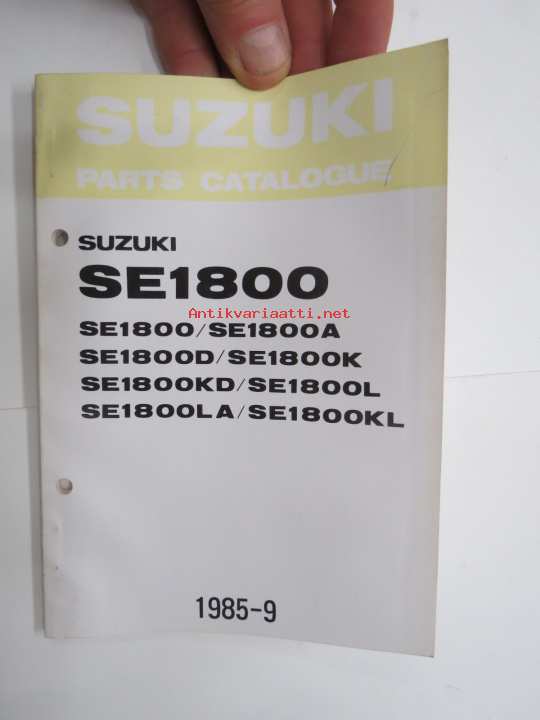 SUZUKI
PARTS CATALOGUE
SUZUKI
SE1800
Antikvariaatti.net
SE1800/SE1800A
SE1800D/SE1800K
SE1800KD/SE1800L
SE1800LA/SE1800KL
1985-9